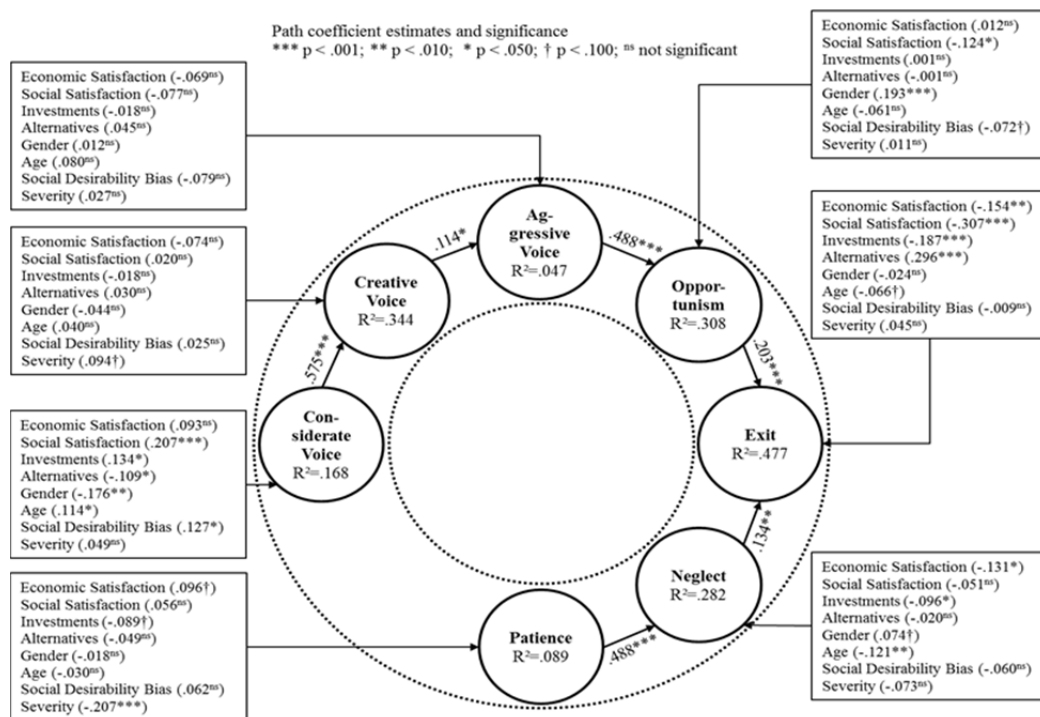 Path coefficient estimates and significance
*** p < .001; ** p < .010; * p < .050; † p < .100; ns not significant
Economic Satisfaction (-.069ns)
Social Satisfaction (-.077ns)
Investments (-.018ns)
Alternatives (.045ns)
Gender (.012ns)
Age (.080ns)
Social Desirability Bias (-.079ns)
Severity (.027ns)
Economic Satisfaction (.012ns)
Social Satisfaction (-.124*)
Investments (.001ns)
Alternatives (-.001ns)
Gender (.193***)
Age (-.061ns)
Social Desirability Bias (-.072†)
Severity (.011ns)
Economic Satisfaction (-.074ns)
Social Satisfaction (.020ns)
Investments (-.018ns)
Alternatives (.030ns)
Gender (-.044ns)
Age (.040ns)
Social Desirability Bias (.025ns)
Severity (.094†)
Economic Satisfaction (-.154**)
Social Satisfaction (-.307***)
Investments (-.187***)
Alternatives (.296***)
Gender (-.024ns)
Age (-.066†)
Social Desirability Bias (-.009ns)
Severity (.045ns)
Economic Satisfaction (.093ns)
Social Satisfaction (.207***)
Investments (.134*)
Alternatives (-.109*)
Gender (-.176**)
Age (.114*)
Social Desirability Bias (.127*)
Severity (.049ns)
Economic Satisfaction (.096†)
Social Satisfaction (.056ns)
Investments (-.089†)
Alternatives (-.049ns)
Gender (-.018ns)
Age (-.030ns)
Social Desirability Bias (.062ns)
Severity (-.207***)
Economic Satisfaction (-.131*)
Social Satisfaction (-.051ns)
Investments (-.096*)
Alternatives (-.020ns)
Gender (.074†)
Age (-.121**)
Social Desirability Bias (-.060ns)
Severity (-.073ns)
Con-
siderate
Voice
R²=.168
.575***
Creative
Voice
R²=.344
.114*
Ag-
gressive
Voice
R²=.047
.488***
Oppor-
tunism
R²=.308
.203***
Exit
R²=.477
.134**
Neglect
R²=.282
.488***
Patience
R²=.089